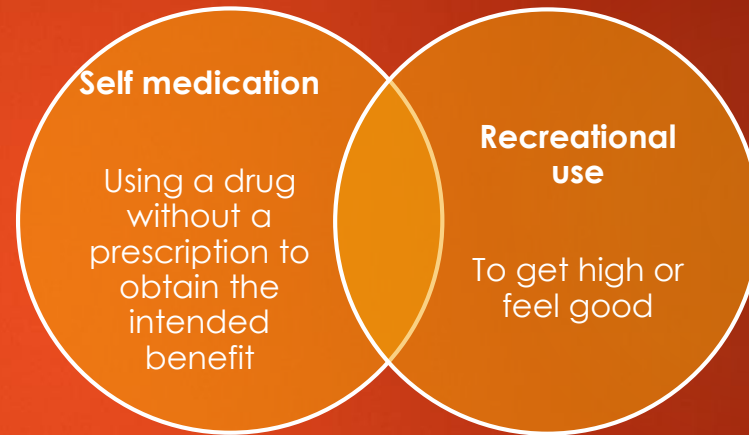 Self medication
Using a drug
without a
prescription to
obtain the
intended
benefit
Recreational
use
To get high or
feel good